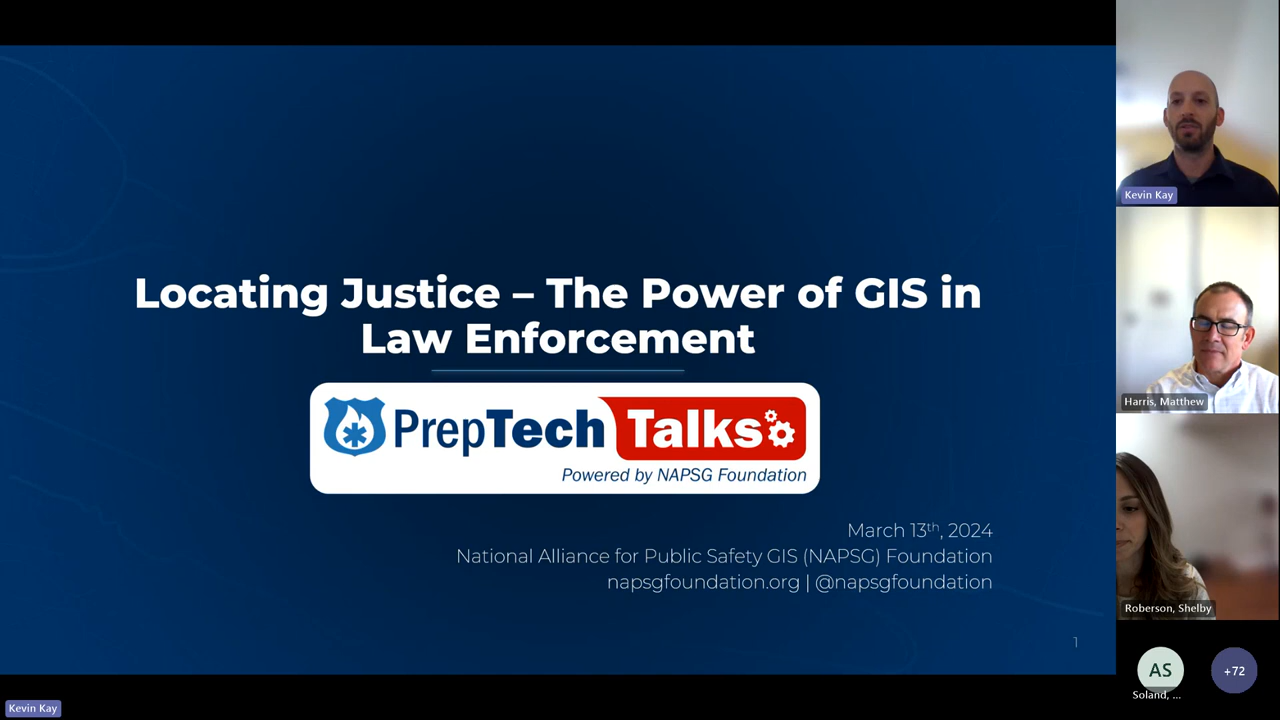 Locating Justice – The Power of GIS in
Law Enforcement
PrepTech Talks
Powered by NAPSG Foundation
March 13th, 2024
National Alliance for Public Safety GIS (NAPSG) Foundation
napsgfoundation.org | @napsgfoundation
1
Kevin Kay
Harris, Matthew
Roberson, Shelby
AS
+72
Soland, ...
Kevin Kay